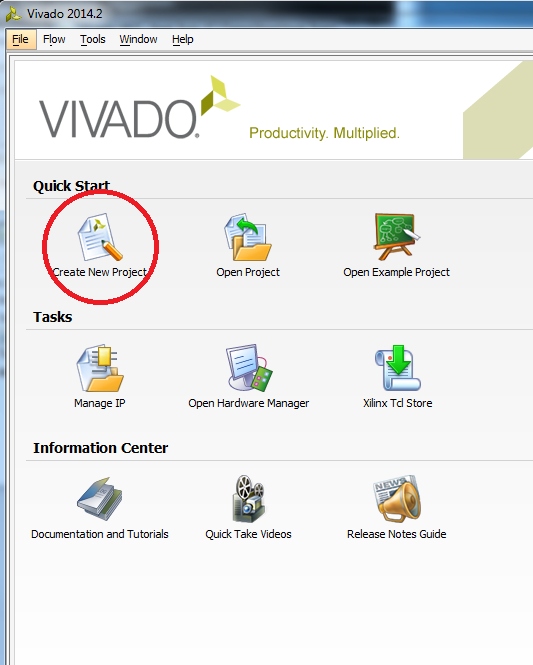 Vivado 2014.2
File Flow Tools Window Help
VIVADO.
Productivity. Multiplied.
Quick Start
Create New Project
Open Project
Open Example Project
Tasks
Manage IP
Open Hardware Manager
Xilinx Tcl Store
Information Center
NEWS
Documentation and Tutorials
Quick Take Videos
Release Notes Guide